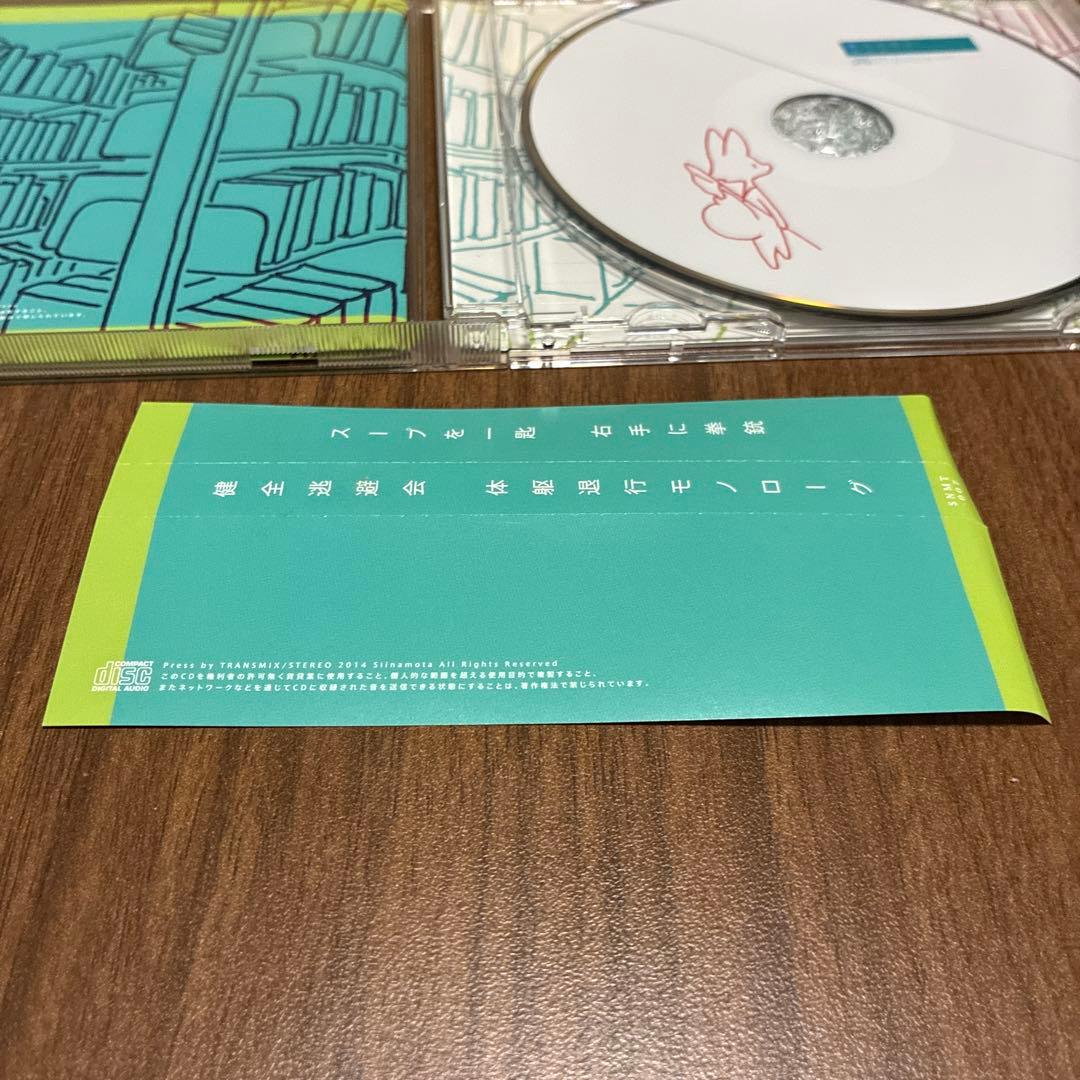 スープを一匙　右手に拳銃
健全逃避会　体躯退行モノローグ
SNMT
COMPACT
disc
DIGITAL AUDIO
Press by TRANSMIX/STEREO 2014 Siinamota All Rights Reserved
このCDを権利者の許可無く賃貸業に使用すること、個人的な範囲を超える使用目的で複製すること、
またネットワークなどを通じてCDに収録された音を送信できる状態にすることは、著作権法で禁じられています。